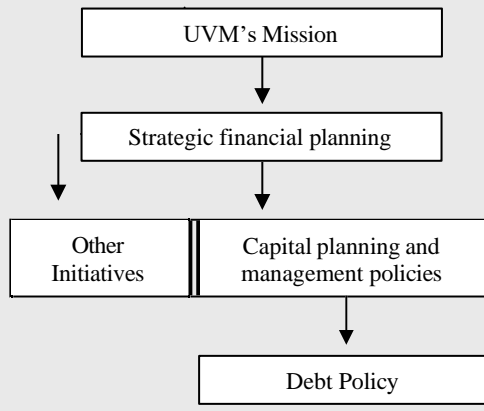 UVM’s Mission
Strategic financial planning
Other
Initiatives
Capital planning and
management policies
Debt Policy